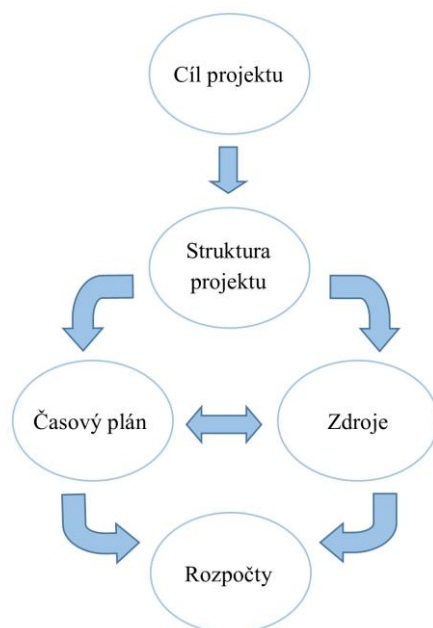 Cíl projektu
Struktura
projektu
Časový plán
Zdroje
Rozpočty